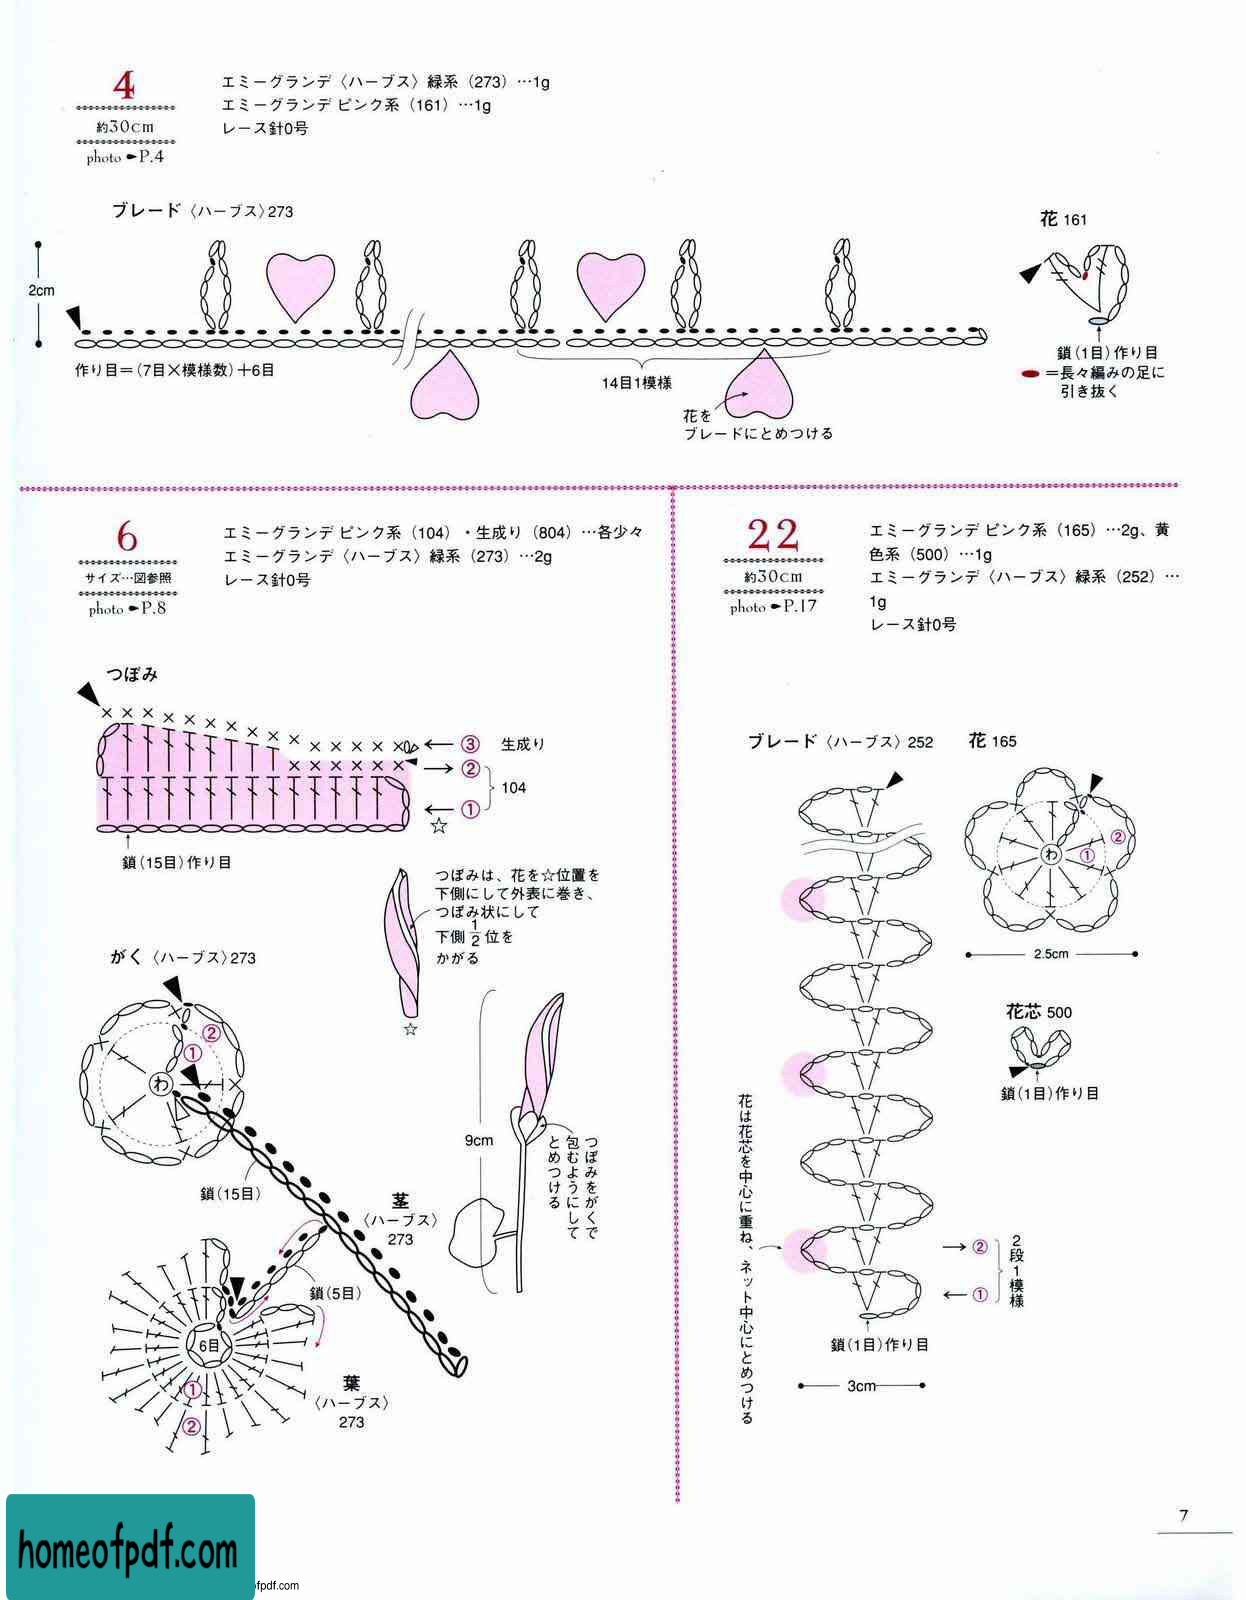 4
約30cm
photo P.4
エミーグランデ〈ハーブス〉緑系（273）…1g
エミーグランデ ピンク系（161）…1g
レース針0号
ブレード〈ハーブス〉273
2cm
作り目＝(7目×模様数)＋6目
14目1模様
花を
ブレードにとめつける
花 161
鎖(1目)作り目
＝長々編みの足に
引き抜く
6
サイズ…図参照
photo P.8
エミーグランデ ピンク系（104）・生成り（804）…各少々
エミーグランデ〈ハーブス〉緑系（273）…2g
レース針0号
つぼみ
③ 生成り
②
104
①
☆
鎖(15目)作り目
つぼみは、花を☆位置を
下側にして外表に巻き、
つぼみ状にして
下側1/2位を
かがる
☆
がく〈ハーブス〉273
②
①
わ
鎖(15目)
茎
〈ハーブス〉
273
鎖(5目)
6目
①
②
葉
〈ハーブス〉
273
9cm
つぼみをがくで
包むようにして
とめつける
22
約30cm
photo P.17
エミーグランデ ピンク系（165）…2g、黄
色系（500）…1g
エミーグランデ〈ハーブス〉緑系（252）…
1g
レース針0号
ブレード〈ハーブス〉252
花 165
わ
①
②
2.5cm
花芯 500
鎖(1目)作り目
花は花芯を中心に重ね、ネット中心にとめつける
②
①
2段1模様
鎖(1目)作り目
3cm
7
homeofpdf.com
ofpdf.com